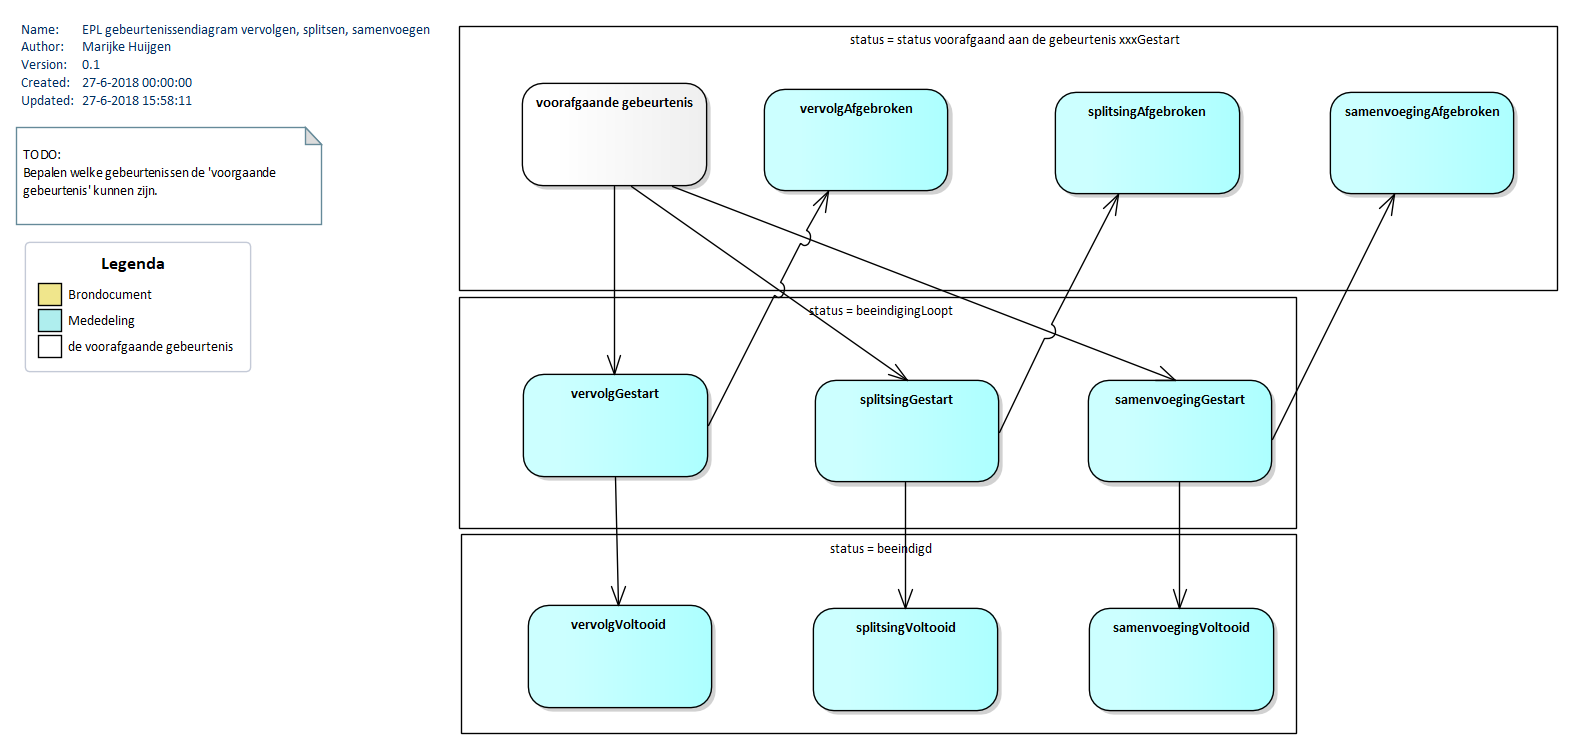 Name: EPL gebeurtenissendiagram vervolgen, splitsen, samenvoegen
Author: Marijke Huijgen
Version: 0.1
Created: 27-6-2018 00:00:00
Updated: 27-6-2018 15:58:11
TODO:
Bepalen welke gebeurtenissen de 'voorgaande
gebeurtenis' kunnen zijn.
Legenda
Brondocument
Mededeling
de voorafgaande gebeurtenis
status = status voorafgaand aan de gebeurtenis xxxGestart
voorafgaande gebeurtenis
vervolgAfgebroken
splitsingAfgebroken
samenvoegingAfgebroken
status = beeindigingLoopt
vervolgGestart
splitsingGestart
samenvoegingGestart
status = beeindigd
vervolgVoltooid
splitsingVoltooid
samenvoegingVoltooid